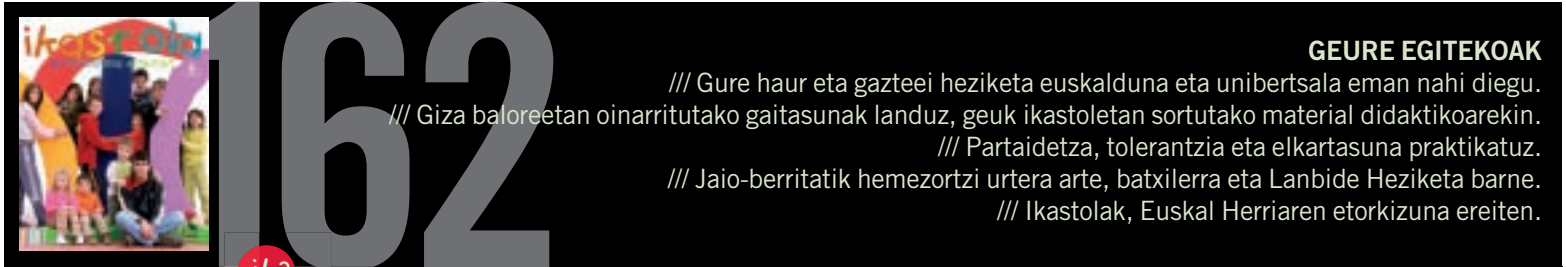 ikastola
162
GEURE EGITEKOAK
/// Gure haur eta gazteei heziketa euskalduna eta unibertsala eman nahi diegu.
/// Giza baloreetan oinarritutako gaitasunak landuz, geuk ikastoletan sortutako material didaktikoarekin.
/// Partaidetza, tolerantzia eta elkartasuna praktikatuz.
/// Jaio-berritatik hemezortzi urtera arte, batxilerra eta Lanbide Heziketa barne.
/// Ikastolak, Euskal Herriaren etorkizuna ereiten.
ika